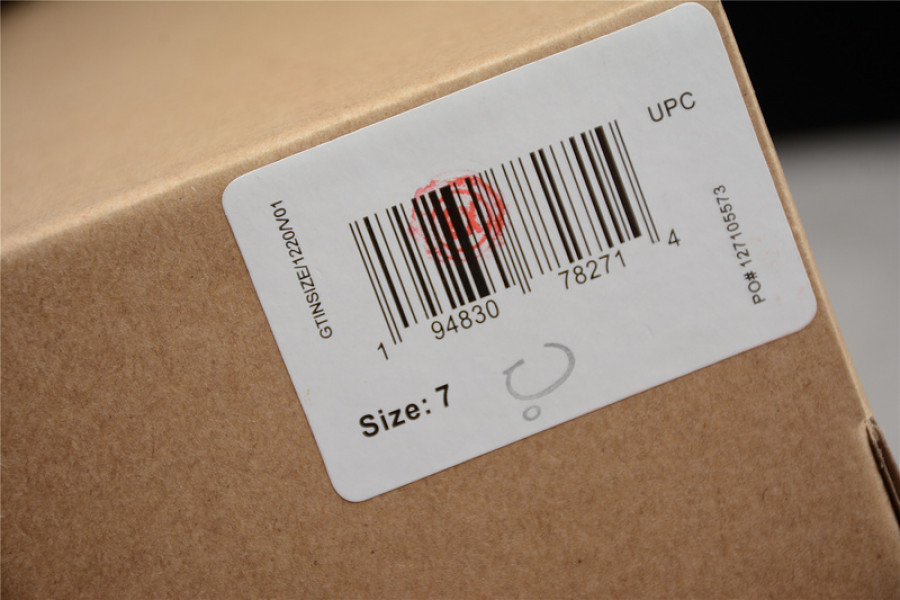 UPC
GTINSIZE/1220/V01
1 94830 78271 4
PO# 127105573
Size: 7